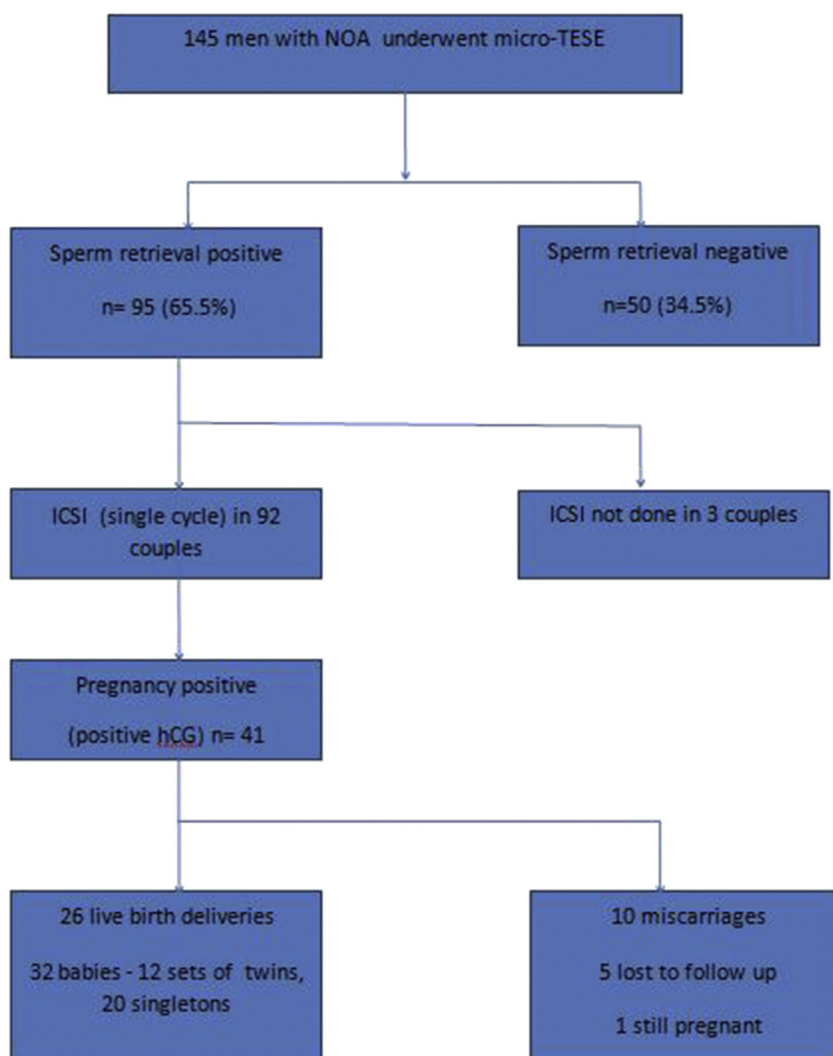 145 men with NOA underwent micro-TESE
Sperm retrieval positive
n= 95 (65.5%)
Sperm retrieval negative
n=50 (34.5%)
ICSI (single cycle) in 92
couples
ICSI not done in 3 couples
Pregnancy positive
(positive hCG) n= 41
26 live birth deliveries
32 babies - 12 sets of twins,
20 singletons
10 miscarriages
5 lost to follow up
1 still pregnant